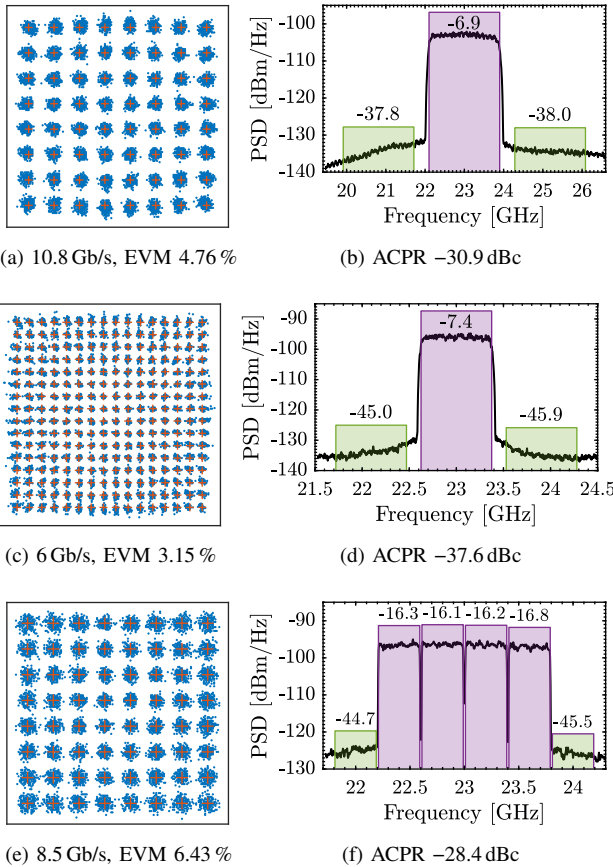 -100
-110
-120
-130
-140
PSD [dBm/Hz]
-6.9
-37.8
-38.0
20 21 22 23 24 25 26
Frequency [GHz]
(a) 10.8 Gb/s, EVM 4.76 %
(b) ACPR −30.9 dBc
-90
-100
-110
-120
-130
-140
PSD [dBm/Hz]
-7.4
-45.0
-45.9
21.5 22 22.5 23 23.5 24 24.5
Frequency [GHz]
(c) 6 Gb/s, EVM 3.15 %
(d) ACPR −37.6 dBc
-90
-100
-110
-120
-130
PSD [dBm/Hz]
-16.3 -16.1 -16.2 -16.8
-44.7
-45.5
22 22.5 23 23.5 24
Frequency [GHz]
(e) 8.5 Gb/s, EVM 6.43 %
(f) ACPR −28.4 dBc